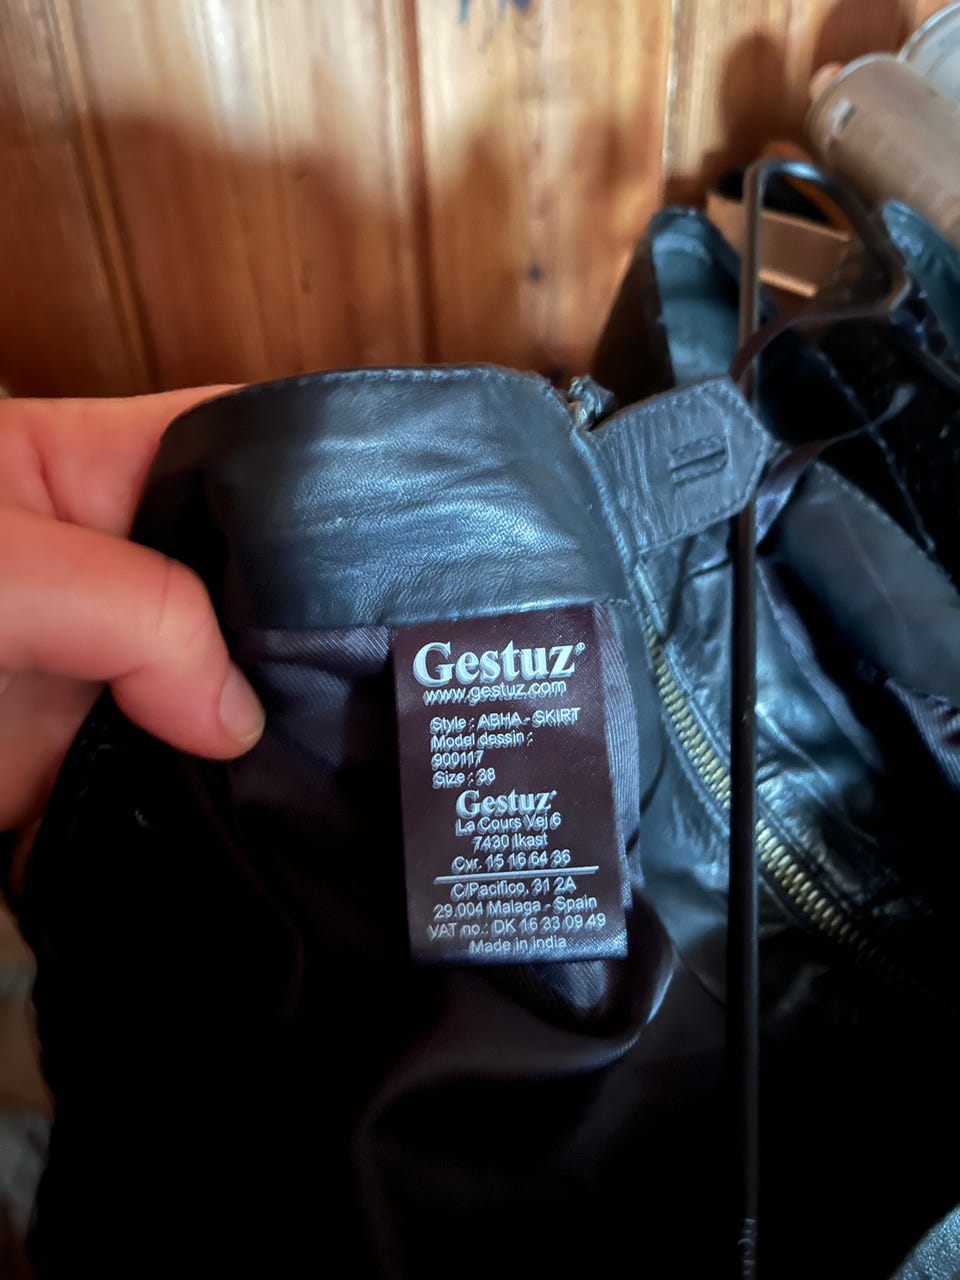 Gestuz®
www.gestuz.com
Style : ABHA - SKIRT
Model dessin :
900117
Size : 38
Gestuz®
La Cours Vej 6
7430 Ikast
Cvr. 15 16 64 36
C/Pacifico, 31 2A
29.004 Malaga - Spain
VAT no.: DK 16 33 09 49
Made in india